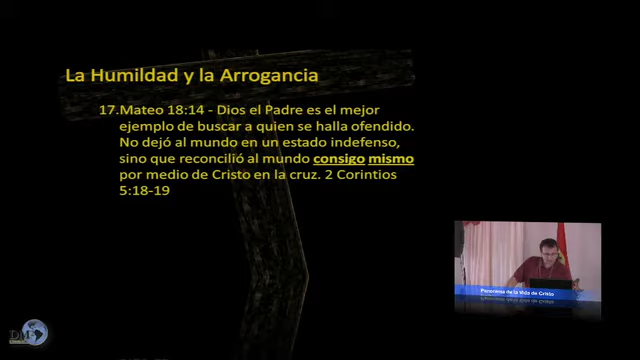 La Humildad y la Arrogancia
17.Mateo 18:14 - Dios el Padre es el mejor
ejemplo de buscar a quien se halla ofendido.
No dejó al mundo en un estado indefenso,
sino que reconcilió al mundo consigo mismo
por medio de Cristo en la cruz. 2 Corintios
5:18-19
Panorama de la Vida de Cristo
DM